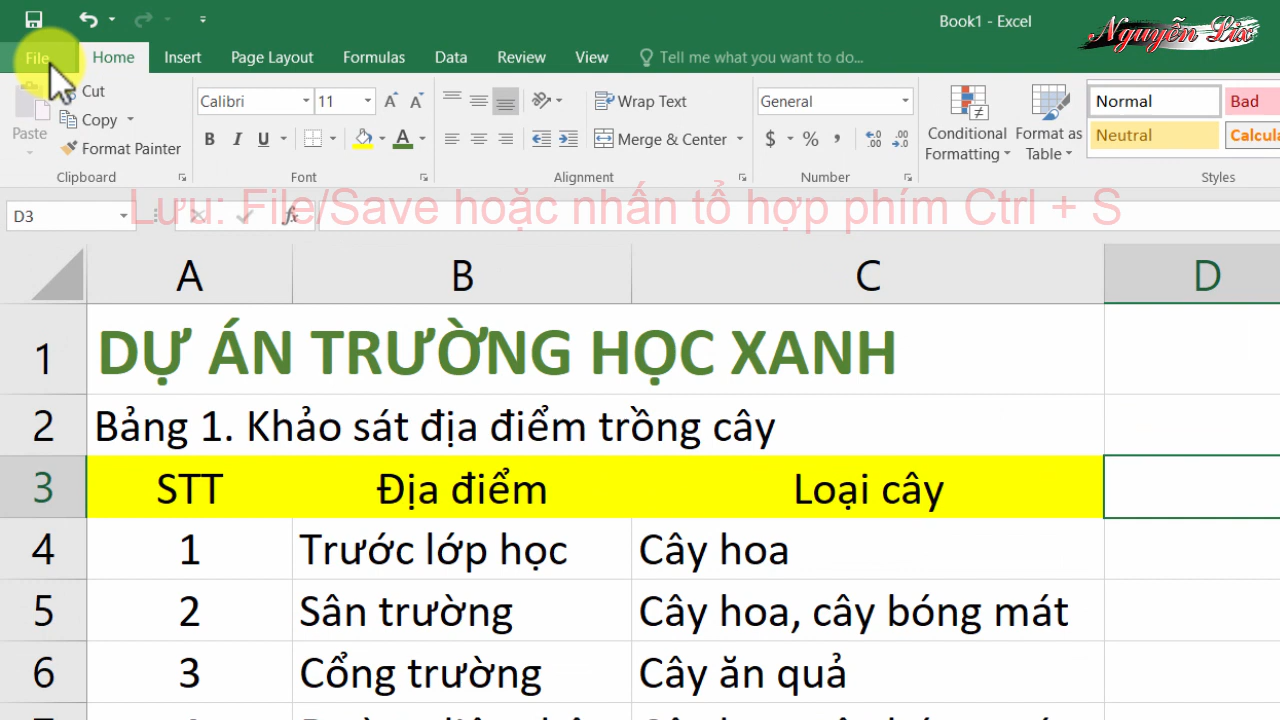 Book1 - Excel
Nguyễn Lix
File Home Insert Page Layout Formulas Data Review View Tell me what you want to do...
Paste
Cut
Copy
Format Painter
Clipboard
Calibri 11
B I U A
Font
Wrap Text
Merge & Center
Alignment
General
$ % ,
Number
Conditional Formatting
Format as Table
Normal Bad
Neutral
Styles
Lưu: File/Save hoặc nhấn tổ hợp phím Ctrl + S
D3 fx
A B C D
1 DỰ ÁN TRƯỜNG HỌC XANH
2 Bảng 1. Khảo sát địa điểm trồng cây
3 STT Địa điểm Loại cây
4 1 Trước lớp học Cây hoa
5 2 Sân trường Cây hoa, cây bóng mát
6 3 Cổng trường Cây ăn quả